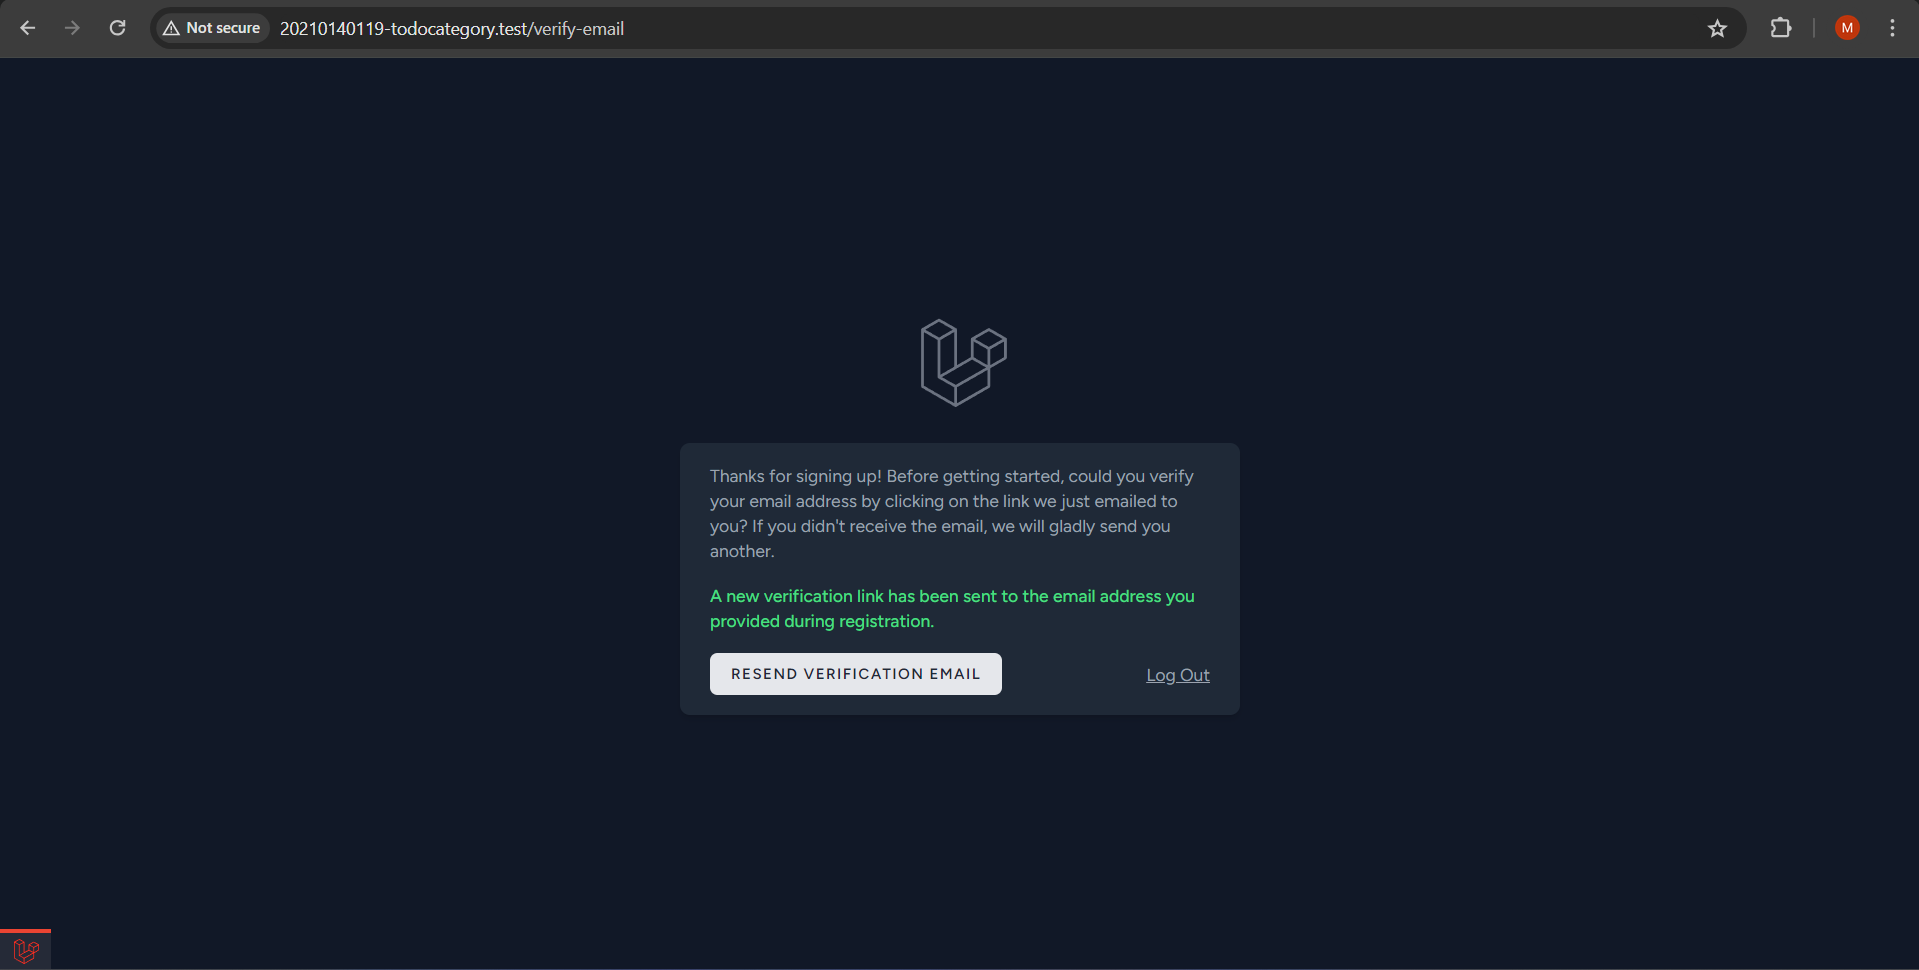 Not secure
20210140119-todocategory.test/verify-email
M
Thanks for signing up! Before getting started, could you verify
your email address by clicking on the link we just emailed to
you? If you didn't receive the email, we will gladly send you
another.
A new verification link has been sent to the email address you
provided during registration.
RESEND VERIFICATION EMAIL
Log Out